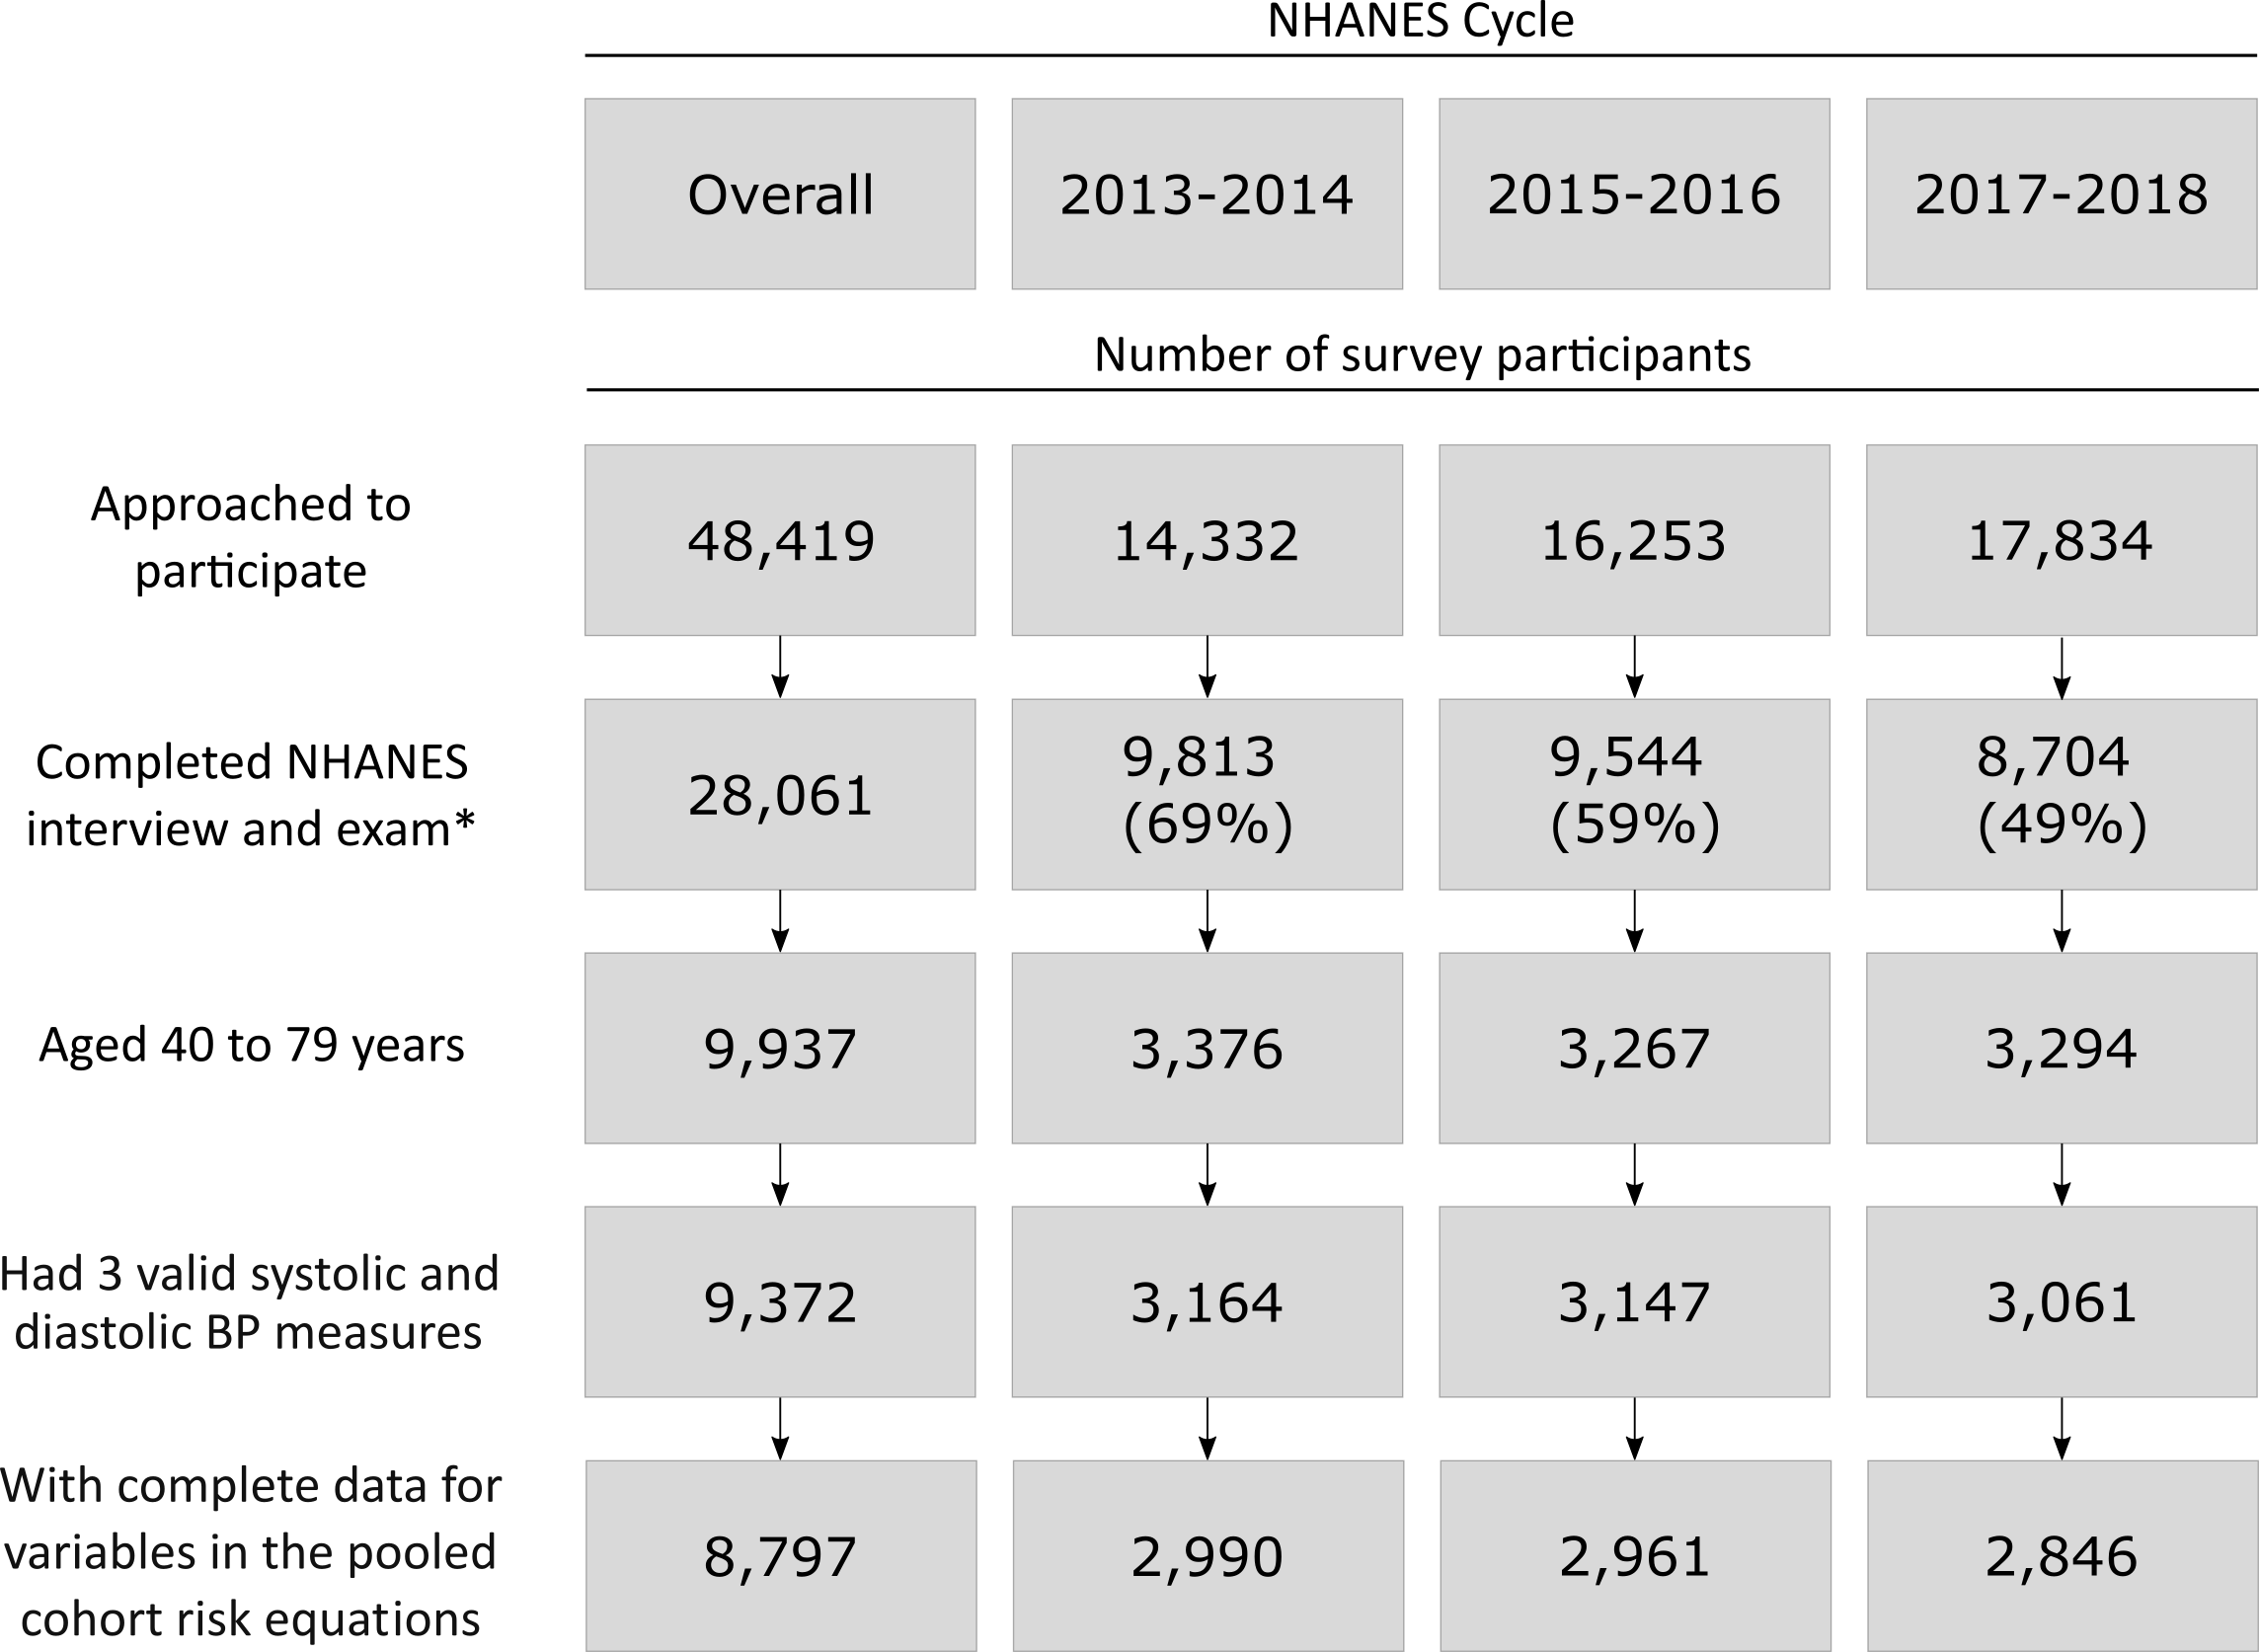 NHANES Cycle
Overall
2013-2014
2015-2016
2017-2018
Number of survey participants
Approached to
participate
48,419
14,332
16,253
17,834
Completed NHANES
interview and exam*
28,061
9,813
(69%)
9,544
(59%)
8,704
(49%)
Aged 40 to 79 years
9,937
3,376
3,267
3,294
Had 3 valid systolic and
diastolic BP measures
9,372
3,164
3,147
3,061
With complete data for
variables in the pooled
cohort risk equations
8,797
2,990
2,961
2,846